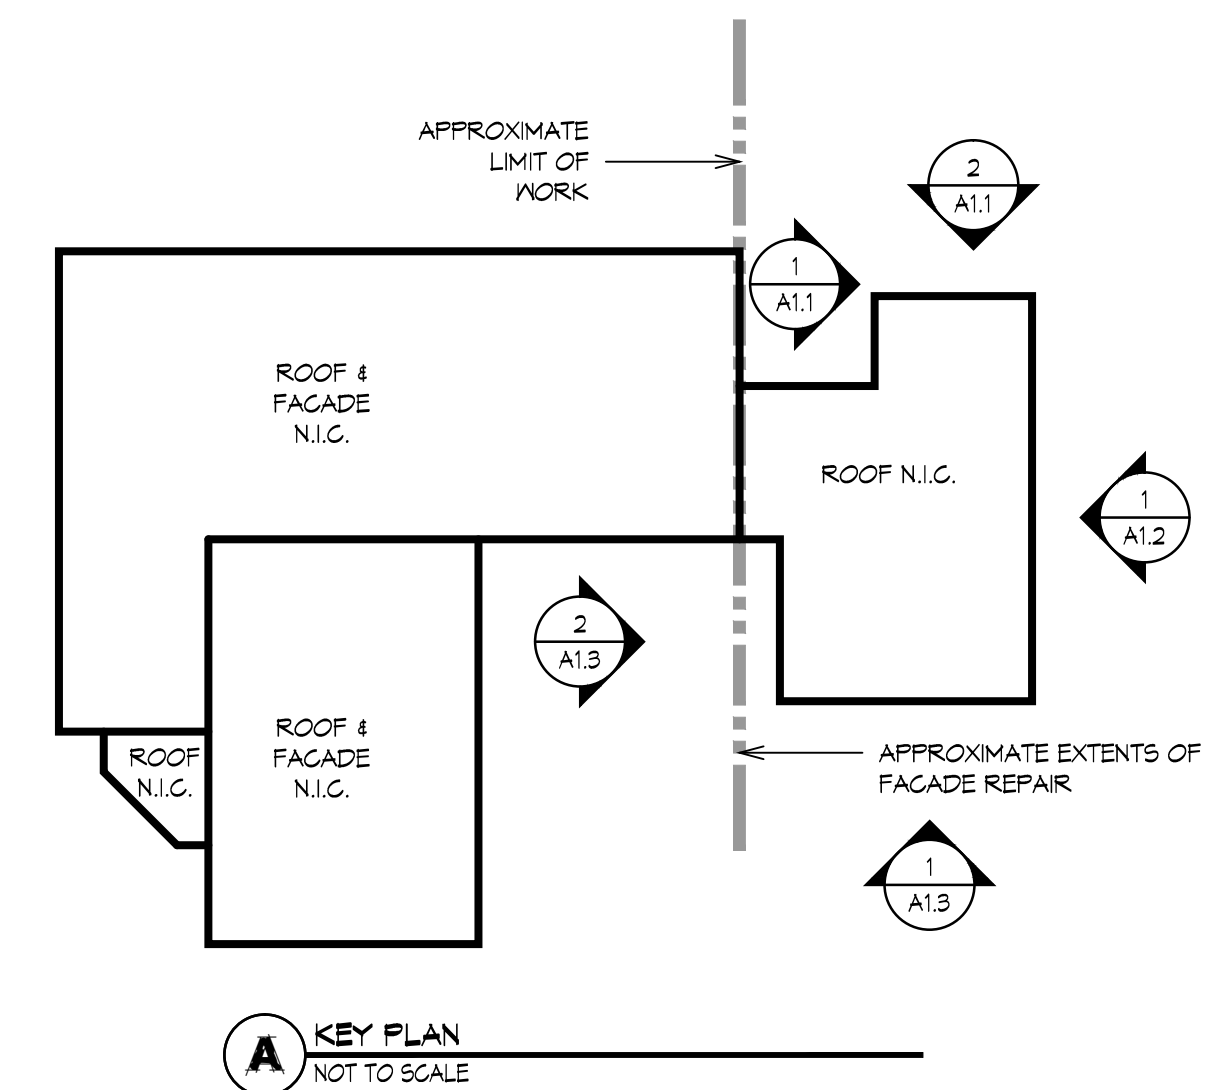 APPROXIMATE
LIMIT OF
WORK
2
A1.1
1
A1.1
ROOF &
FACADE
N.I.C.
ROOF N.I.C.
1
A1.2
2
A1.3
ROOF
N.I.C.
ROOF &
FACADE
N.I.C.
APPROXIMATE EXTENTS OF
FACADE REPAIR
1
A1.3
A
KEY PLAN
NOT TO SCALE